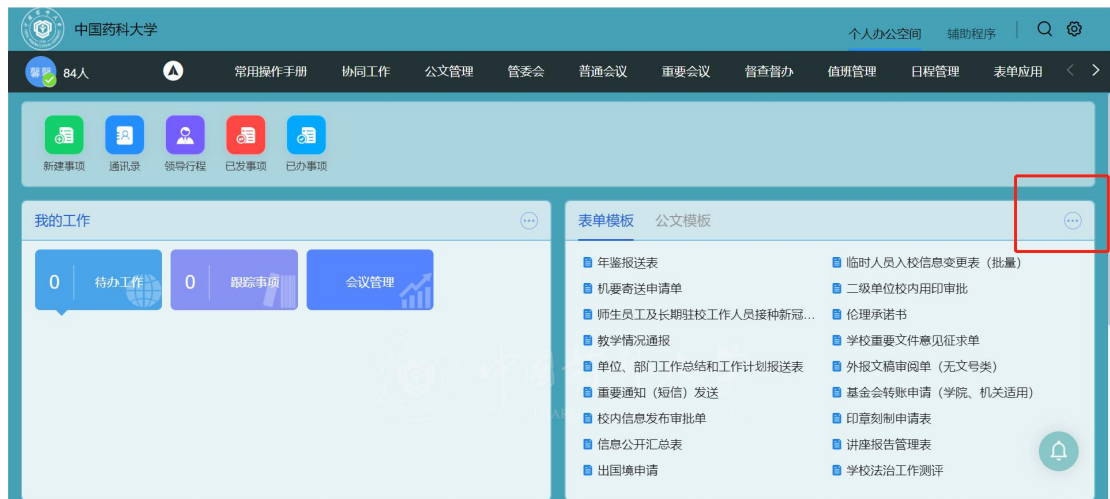 中国药科大学
个人办公空间 辅助程序
馨馨 84人 常用操作手册 协同工作 公文管理 管委会 普通会议 重要会议 督查督办 值班管理 日程管理 表单应用
新建事项 通讯录 领导行程 已发事项 已办事项
我的工作
0 待办工作 0 跟踪事项 会议管理
表单模板 公文模板
年鉴报送表 临时人员入校信息变更表（批量）
机要寄送申请单 二级单位校内用印审批
师生员工及长期驻校工作人员接种新冠... 伦理承诺书
教学情况通报 学校重要文件意见征求单
单位、部门工作总结和工作计划报送表 外报文稿审阅单（无文号类）
重要通知（短信）发送 基金会转账申请（学院、机关适用）
校内信息发布审批单 印章刻制申请表
信息公开汇总表 讲座报告管理表
出国境申请 学校法治工作测评